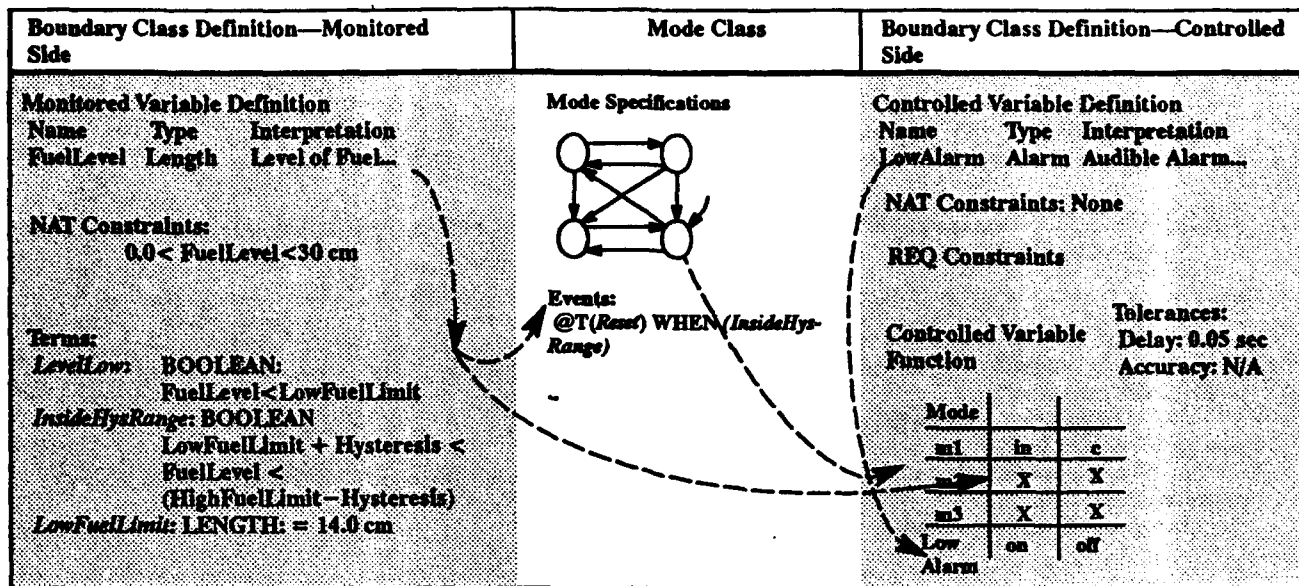 Boundary Class Definition—Monitored
Side
Mode Class
Boundary Class Definition—Controlled
Side
Monitored Variable Definition
Name Type Interpretation
FuelLevel Length Level of Fuel...
NAT Constraints:
0.0< FuelLevel<30 cm
Terms:
LevelLow: BOOLEAN:
FuelLevel<LowFuelLimit
InsideHysRange: BOOLEAN
LowFuelLimit + Hysteresis <
FuelLevel <
(HighFuelLimit−Hysteresis)
LowFuelLimit: LENGTH: = 14.0 cm
Mode Specifications
Events:
@T(Reset) WHEN (InsideHys-
Range)
Controlled Variable Definition
Name Type Interpretation
LowAlarm Alarm Audible Alarm...
NAT Constraints: None
REQ Constraints
Controlled Variable
Function
Tolerances:
Delay: 0.05 sec
Accuracy: N/A
Mode
m1 in c
m2 X X
m3 X X
Low on off
Alarm